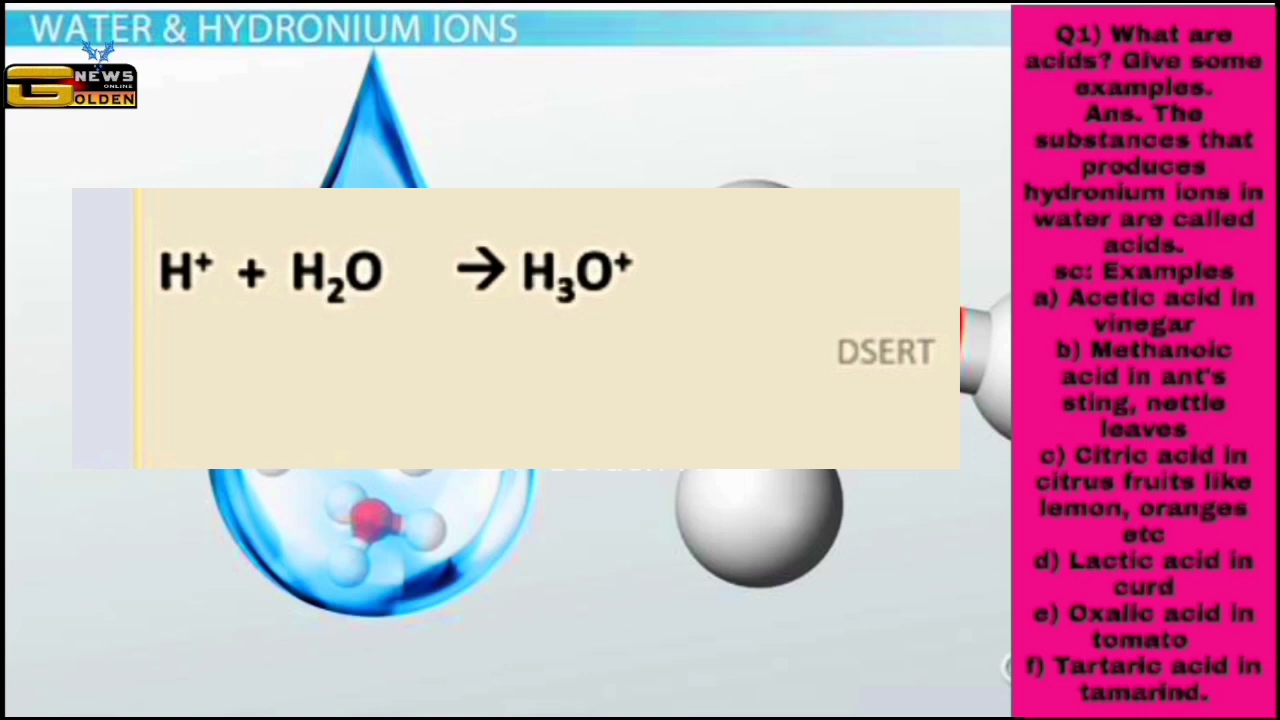 WATER & HYDRONIUM IONS
NEWS
ONLINE
GOLDEN
H⁺ + H₂O → H₃O⁺
DSERT
Q1) What are
acids? Give some
examples.
Ans. The
substances that
produces
hydronium ions in
water are called
acids.
sc: Examples
a) Acetic acid in
vinegar
b) Methanoic
acid in ant's
sting, nettle
leaves
c) Citric acid in
citrus fruits like
lemon, oranges
etc
d) Lactic acid in
curd
e) Oxalic acid in
tomato
f) Tartaric acid in
tamarind.